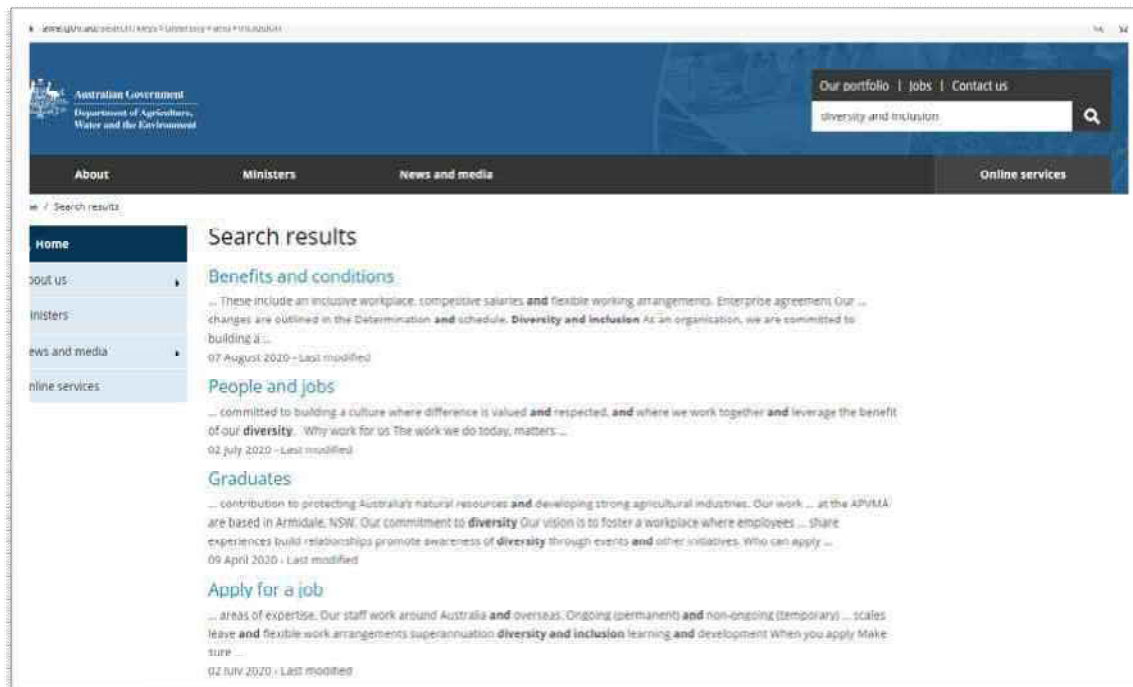 Australian Government
Department of Agriculture,
Water and the Environment
Our portfolio | Jobs | Contact us
diversity and inclusion
About Ministers News and media Online services
/ Search results
Home
bout us
inisters
ews and media
nline services
Search results
Benefits and conditions
... These include an inclusive workplace, competitive salaries and flexible working arrangements. Enterprise agreement Our ...
changes are outlined in the Determination and schedule. Diversity and inclusion As an organisation, we are committed to
building a ...
07 August 2020 - Last modified
People and jobs
... committed to building a culture where difference is valued and respected, and where we work together and leverage the benefit
of our diversity. Why work for us The work we do today, matters ...
02 July 2020 - Last modified
Graduates
... contribution to protecting Australia's natural resources and developing strong agricultural industries. Our work ... at the APVMA
are based in Armidale, NSW. Our commitment to diversity Our vision is to foster a workplace where employees ... share
experiences build relationships promote awareness of diversity through events and other initiatives. Who can apply ...
09 April 2020 - Last modified
Apply for a job
... areas of expertise. Our staff work around Australia and overseas. Ongoing (permanent) and non-ongoing (temporary) ... scales
leave and flexible work arrangements superannuation diversity and inclusion learning and development When you apply Make
sure ...
02 July 2020 - Last modified